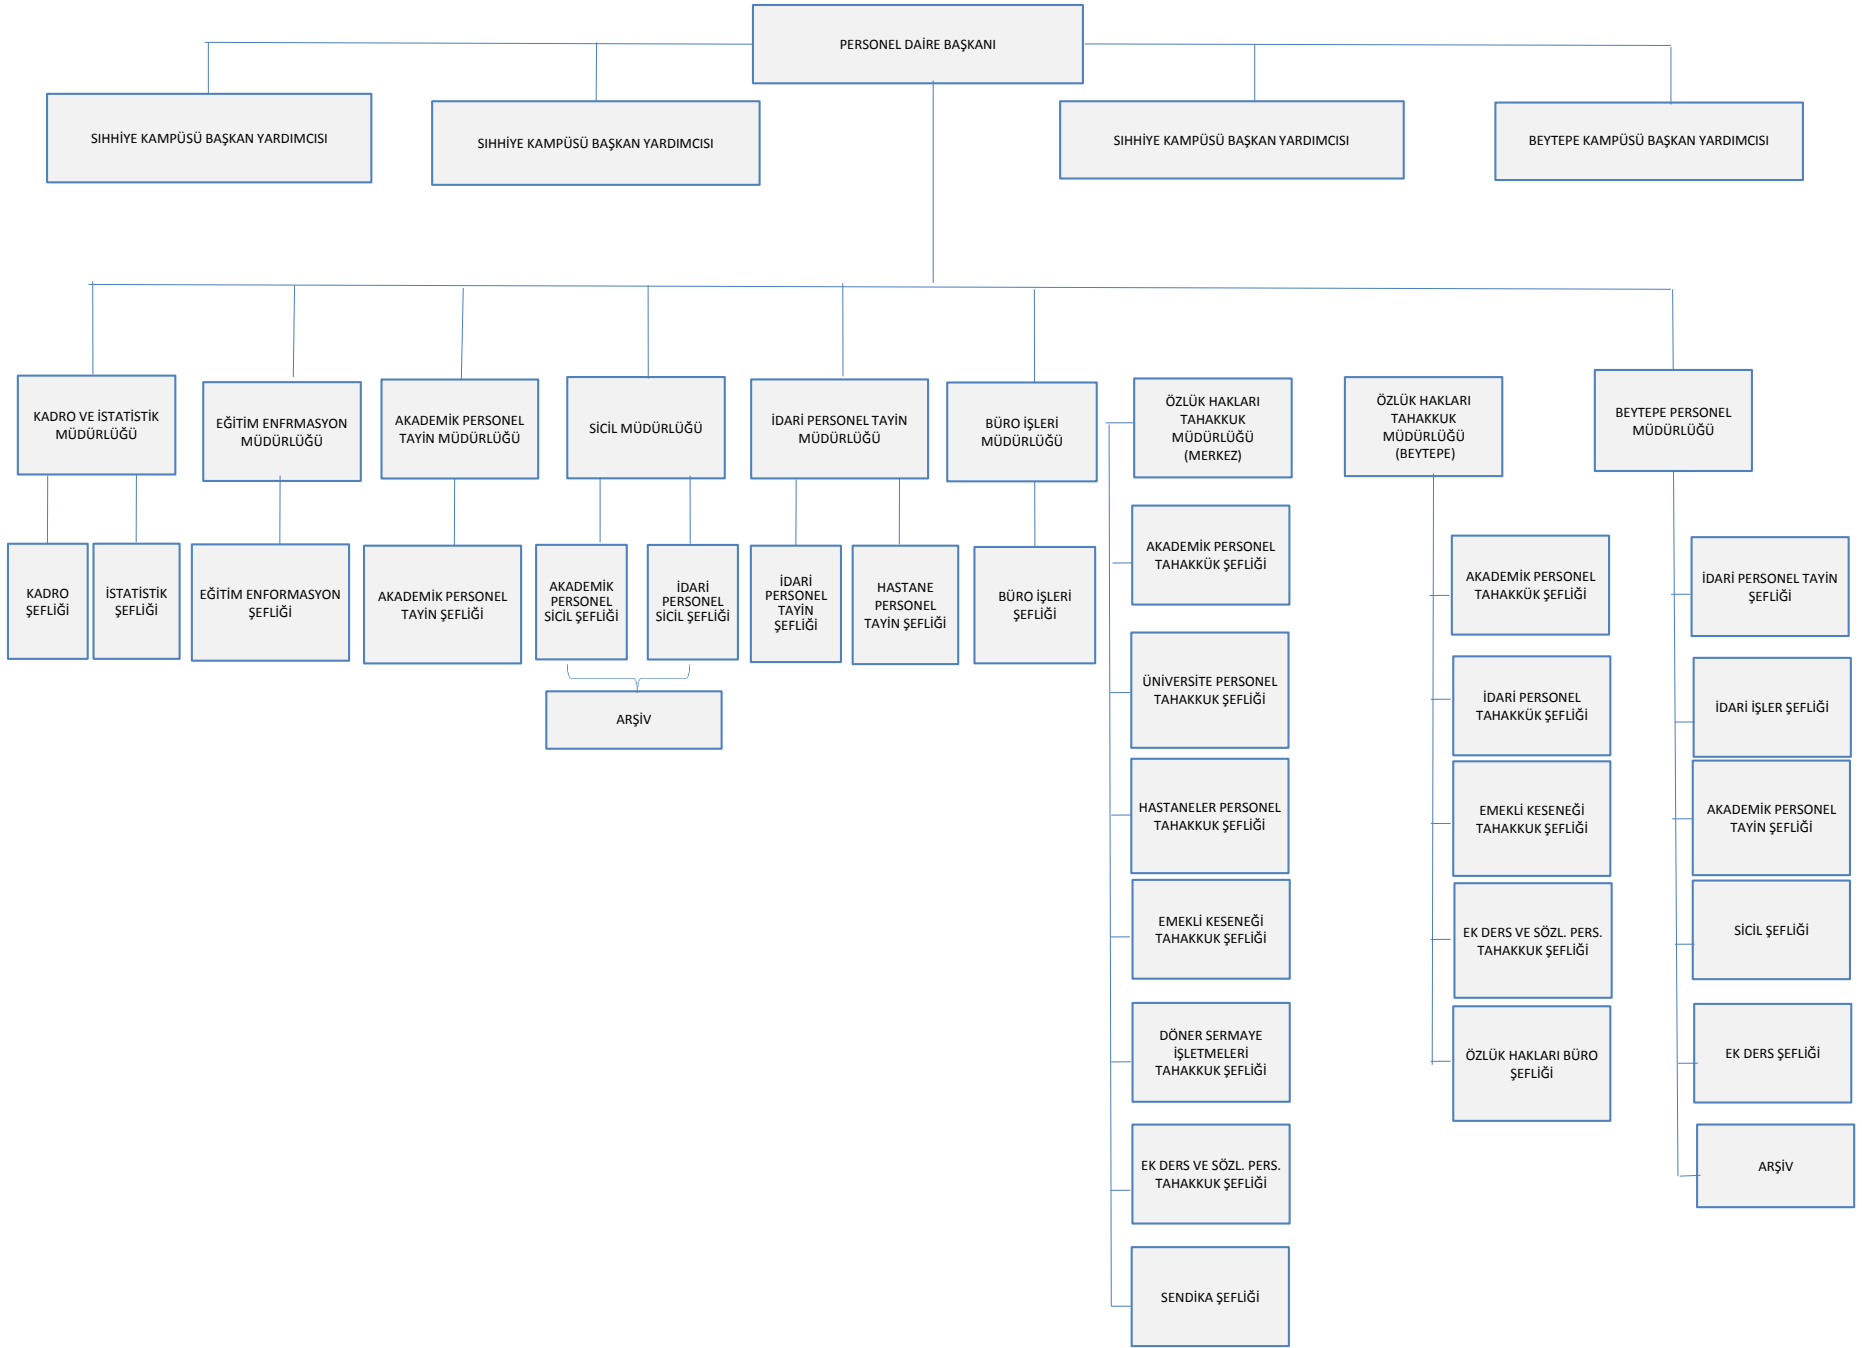 PERSONEL DAİRE BAŞKANI
SIHHİYE KAMPÜSÜ BAŞKAN YARDIMCISI
SIHHİYE KAMPÜSÜ BAŞKAN YARDIMCISI
SIHHİYE KAMPÜSÜ BAŞKAN YARDIMCISI
BEYTEPE KAMPÜSÜ BAŞKAN YARDIMCISI
KADRO VE İSTATİSTİK
MÜDÜRLÜĞÜ
EĞİTİM ENFRMASYON
MÜDÜRLÜĞÜ
AKADEMİK PERSONEL
TAYİN MÜDÜRLÜĞÜ
SİCİL MÜDÜRLÜĞÜ
İDARİ PERSONEL TAYİN
MÜDÜRLÜĞÜ
BÜRO İŞLERİ
MÜDÜRLÜĞÜ
ÖZLÜK HAKLARI
TAHAKKUK
MÜDÜRLÜĞÜ
(MERKEZ)
ÖZLÜK HAKLARI
TAHAKKUK
MÜDÜRLÜĞÜ
(BEYTEPE)
BEYTEPE PERSONEL
MÜDÜRLÜĞÜ
KADRO
ŞEFLİĞİ
İSTATİSTİK
ŞEFLİĞİ
EĞİTİM ENFORMASYON
ŞEFLİĞİ
AKADEMİK PERSONEL
TAYİN ŞEFLİĞİ
AKADEMİK
PERSONEL
SİCİL ŞEFLİĞİ
İDARİ
PERSONEL
SİCİL ŞEFLİĞİ
İDARİ
PERSONEL
TAYİN
ŞEFLİĞİ
HASTANE
PERSONEL
TAYİN ŞEFLİĞİ
BÜRO İŞLERİ
ŞEFLİĞİ
ARŞİV
AKADEMİK PERSONEL
TAHAKKÜK ŞEFLİĞİ
ÜNİVERSİTE PERSONEL
TAHAKKUK ŞEFLİĞİ
HASTANELER PERSONEL
TAHAKKUK ŞEFLİĞİ
EMEKLİ KESENEĞİ
TAHAKKUK ŞEFLİĞİ
DÖNER SERMAYE
İŞLETMELERİ
TAHAKKUK ŞEFLİĞİ
EK DERS VE SÖZL. PERS.
TAHAKKUK ŞEFLİĞİ
SENDİKA ŞEFLİĞİ
AKADEMİK PERSONEL
TAHAKKÜK ŞEFLİĞİ
İDARİ PERSONEL
TAHAKKÜK ŞEFLİĞİ
EMEKLİ KESENEĞİ
TAHAKKUK ŞEFLİĞİ
EK DERS VE SÖZL. PERS.
TAHAKKUK ŞEFLİĞİ
ÖZLÜK HAKLARI BÜRO
ŞEFLİĞİ
İDARİ PERSONEL TAYİN
ŞEFLİĞİ
İDARİ İŞLER ŞEFLİĞİ
AKADEMİK PERSONEL
TAYİN ŞEFLİĞİ
SİCİL ŞEFLİĞİ
EK DERS ŞEFLİĞİ
ARŞİV